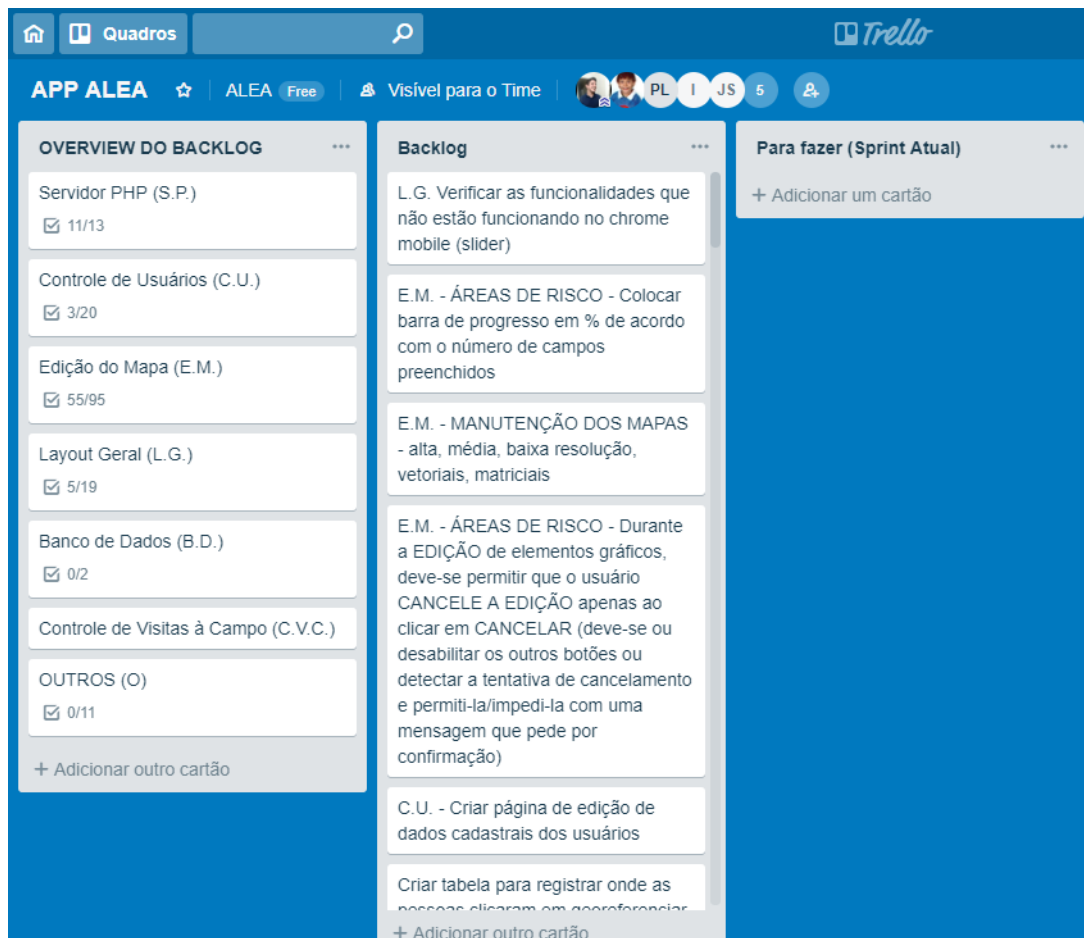 Quadros
Trello
APP ALEA
ALEA Free
Visível para o Time
PL
I
JS
5
OVERVIEW DO BACKLOG
Servidor PHP (S.P.)
11/13
Controle de Usuários (C.U.)
3/20
Edição do Mapa (E.M.)
55/95
Layout Geral (L.G.)
5/19
Banco de Dados (B.D.)
0/2
Controle de Visitas à Campo (C.V.C.)
OUTROS (O)
0/11
+ Adicionar outro cartão
Backlog
L.G. Verificar as funcionalidades que
não estão funcionando no chrome
mobile (slider)
E.M. - ÁREAS DE RISCO - Colocar
barra de progresso em % de acordo
com o número de campos
preenchidos
E.M. - MANUTENÇÃO DOS MAPAS
- alta, média, baixa resolução,
vetoriais, matriciais
E.M. - ÁREAS DE RISCO - Durante
a EDIÇÃO de elementos gráficos,
deve-se permitir que o usuário
CANCELE A EDIÇÃO apenas ao
clicar em CANCELAR (deve-se ou
desabilitar os outros botões ou
detectar a tentativa de cancelamento
e permiti-la/impedi-la com uma
mensagem que pede por
confirmação)
C.U. - Criar página de edição de
dados cadastrais dos usuários
Criar tabela para registrar onde as
pessoas clicaram em georeferenciar
+ Adicionar outro cartão
Para fazer (Sprint Atual)
+ Adicionar um cartão